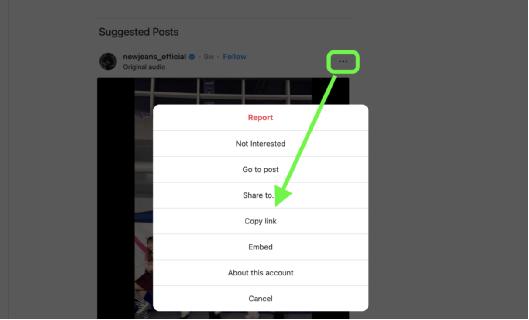 Suggested Posts
newjeans_official • 9w • Follow
Original audio
...
Report
Not Interested
Go to post
Share to...
Copy link
Embed
About this account
Cancel